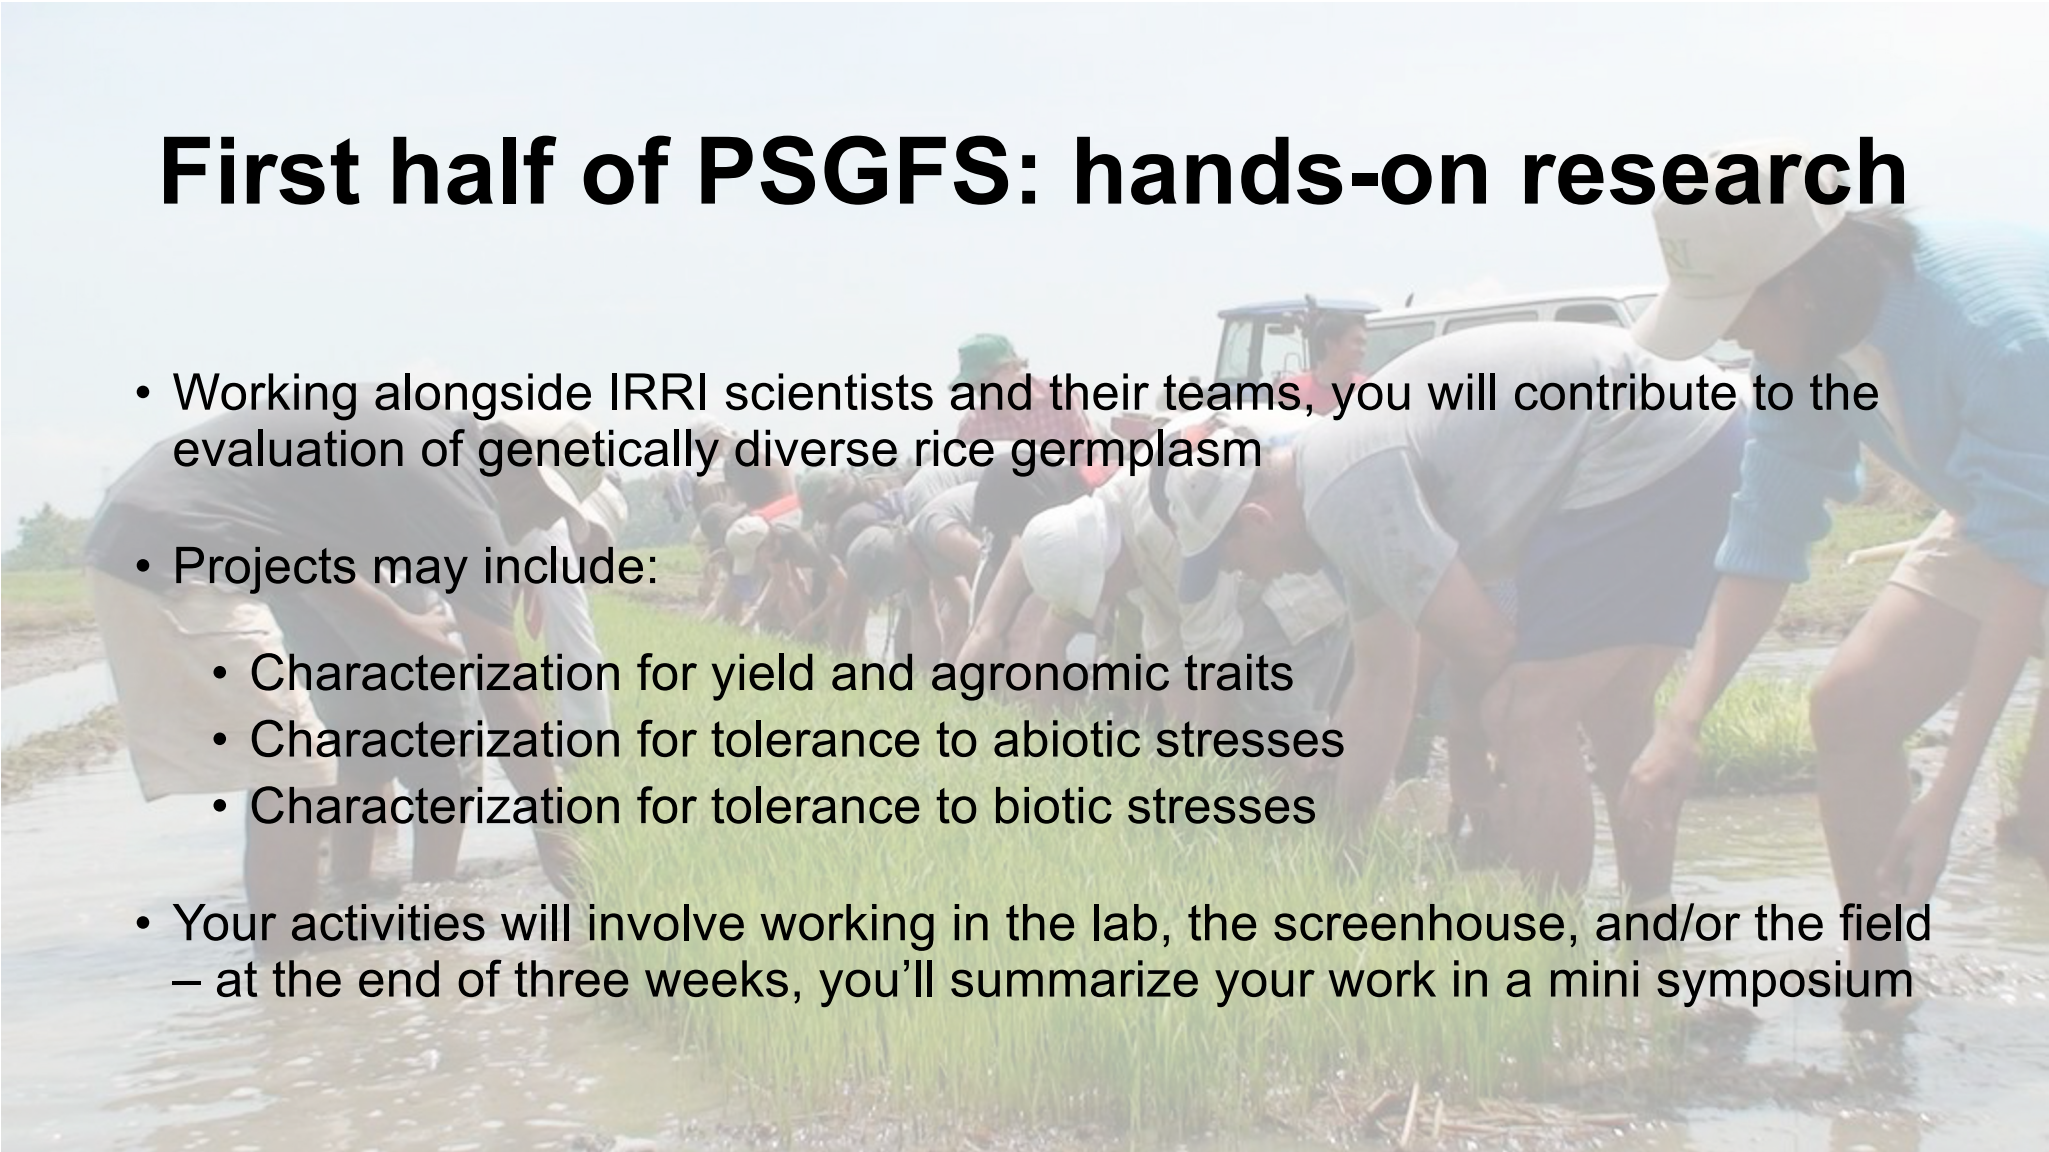 First half of PSGFS: hands-on research
• Working alongside IRRI scientists and their teams, you will contribute to the
evaluation of genetically diverse rice germplasm
• Projects may include:
• Characterization for yield and agronomic traits
• Characterization for tolerance to abiotic stresses
• Characterization for tolerance to biotic stresses
• Your activities will involve working in the lab, the screenhouse, and/or the field
– at the end of three weeks, you’ll summarize your work in a mini symposium